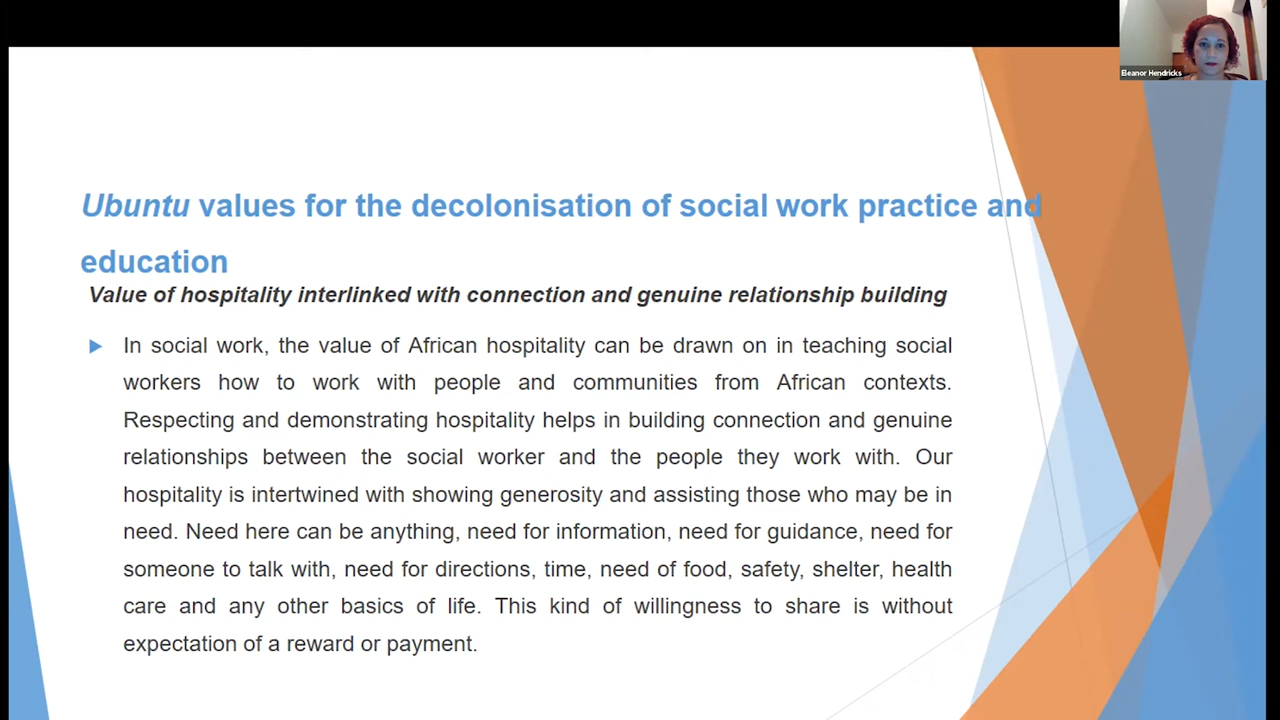 Eleanor Hendricks
Ubuntu values for the decolonisation of social work practice and
education
Value of hospitality interlinked with connection and genuine relationship building
In social work, the value of African hospitality can be drawn on in teaching social
workers how to work with people and communities from African contexts.
Respecting and demonstrating hospitality helps in building connection and genuine
relationships between the social worker and the people they work with. Our
hospitality is intertwined with showing generosity and assisting those who may be in
need. Need here can be anything, need for information, need for guidance, need for
someone to talk with, need for directions, time, need of food, safety, shelter, health
care and any other basics of life. This kind of willingness to share is without
expectation of a reward or payment.